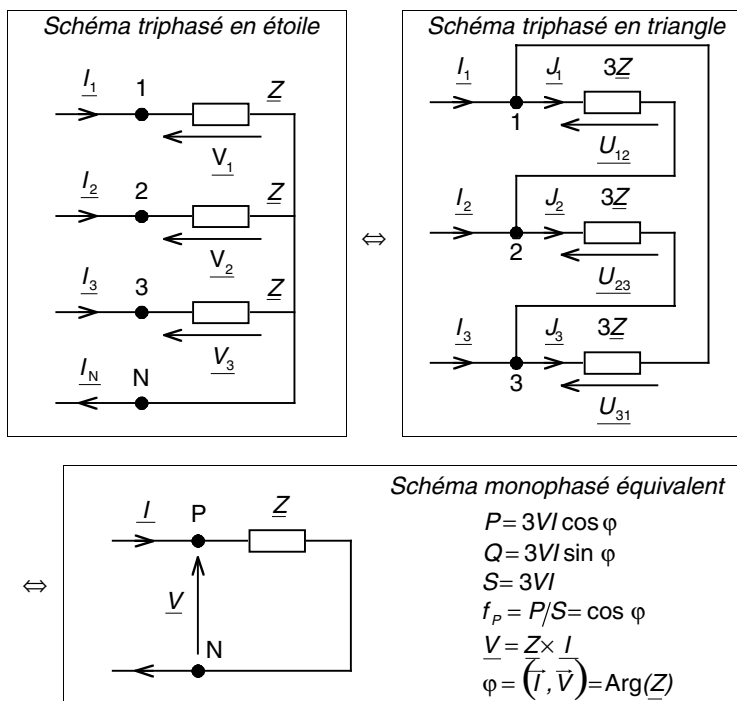 Schéma triphasé en étoile
I₁ 1 Z
V₁
I₂ 2 Z
V₂
I₃ 3 Z
V₃
I_N N
⇔
Schéma triphasé en triangle
I₁ J₁ 3Z
1
U₁₂
I₂ J₂ 3Z
2
U₂₃
I₃ J₃ 3Z
3
U₃₁
⇔
Schéma monophasé équivalent
I P Z
V
N
P = 3VI cos φ
Q = 3VI sin φ
S = 3VI
f_P = P/S = cos φ
V = Z × I
φ = (I⃗, V⃗) = Arg(Z)